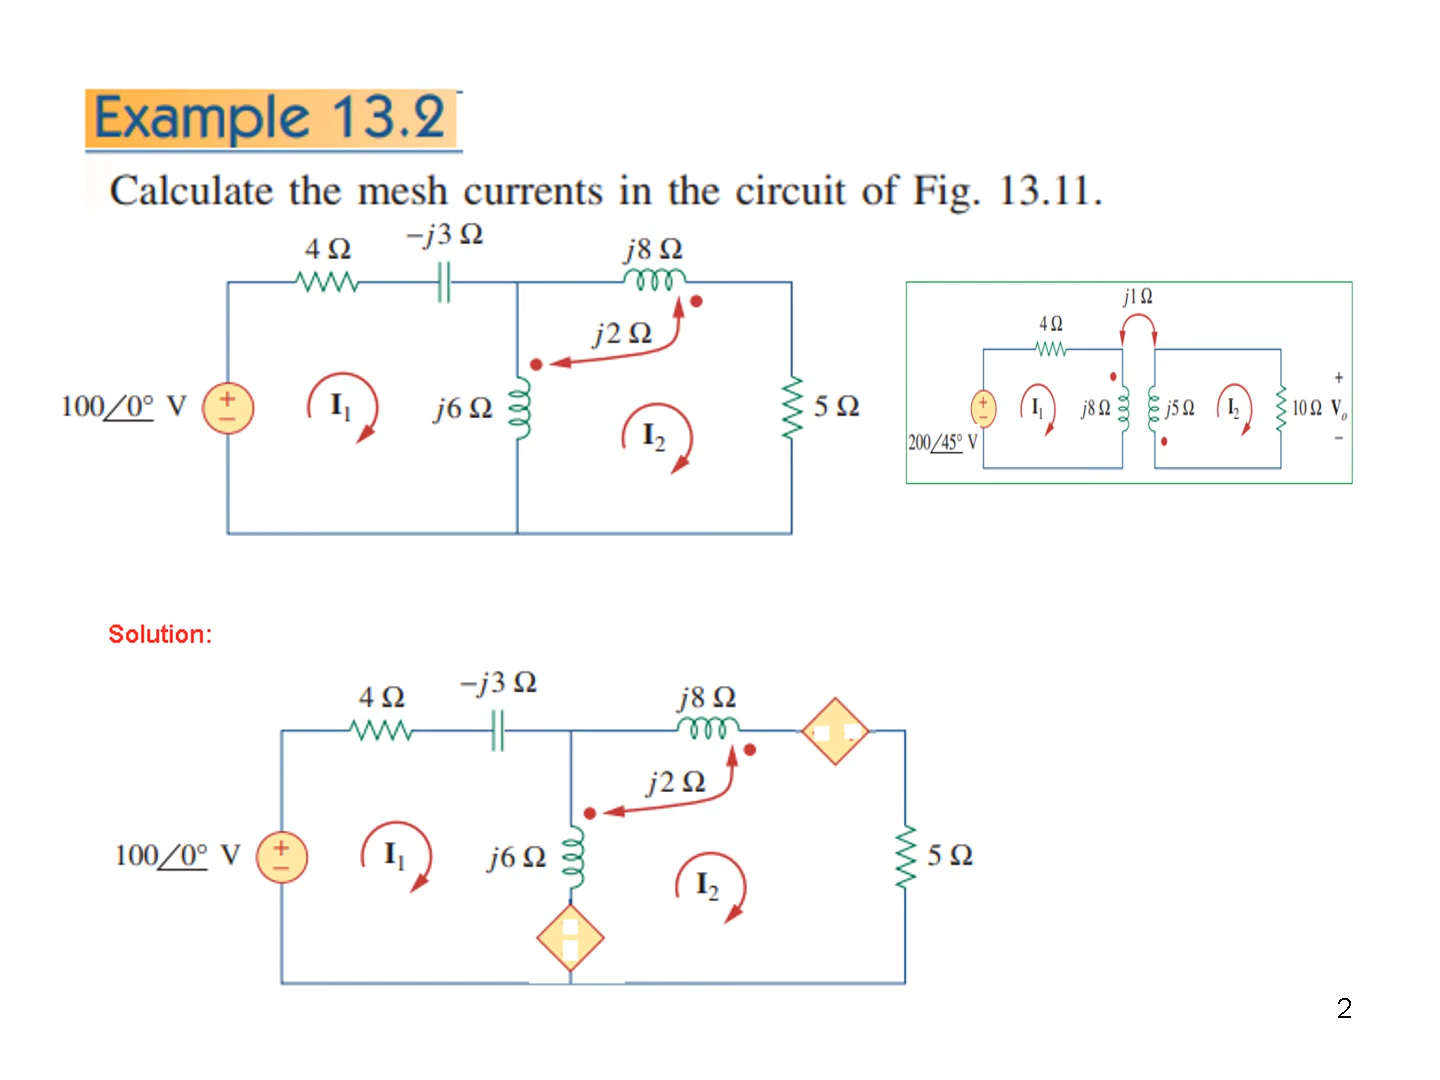 Example 13.2
Calculate the mesh currents in the circuit of Fig. 13.11.
4 Ω
−j3 Ω
j8 Ω
j2 Ω
100/0° V
+
−
I₁
j6 Ω
I₂
5 Ω
j1 Ω
4 Ω
200/45° V
+
−
I₁
j8 Ω
j5 Ω
I₂
10 Ω
+
Vₒ
−
Solution:
4 Ω
−j3 Ω
j8 Ω
j2 Ω
100/0° V
+
−
I₁
j6 Ω
I₂
5 Ω
2